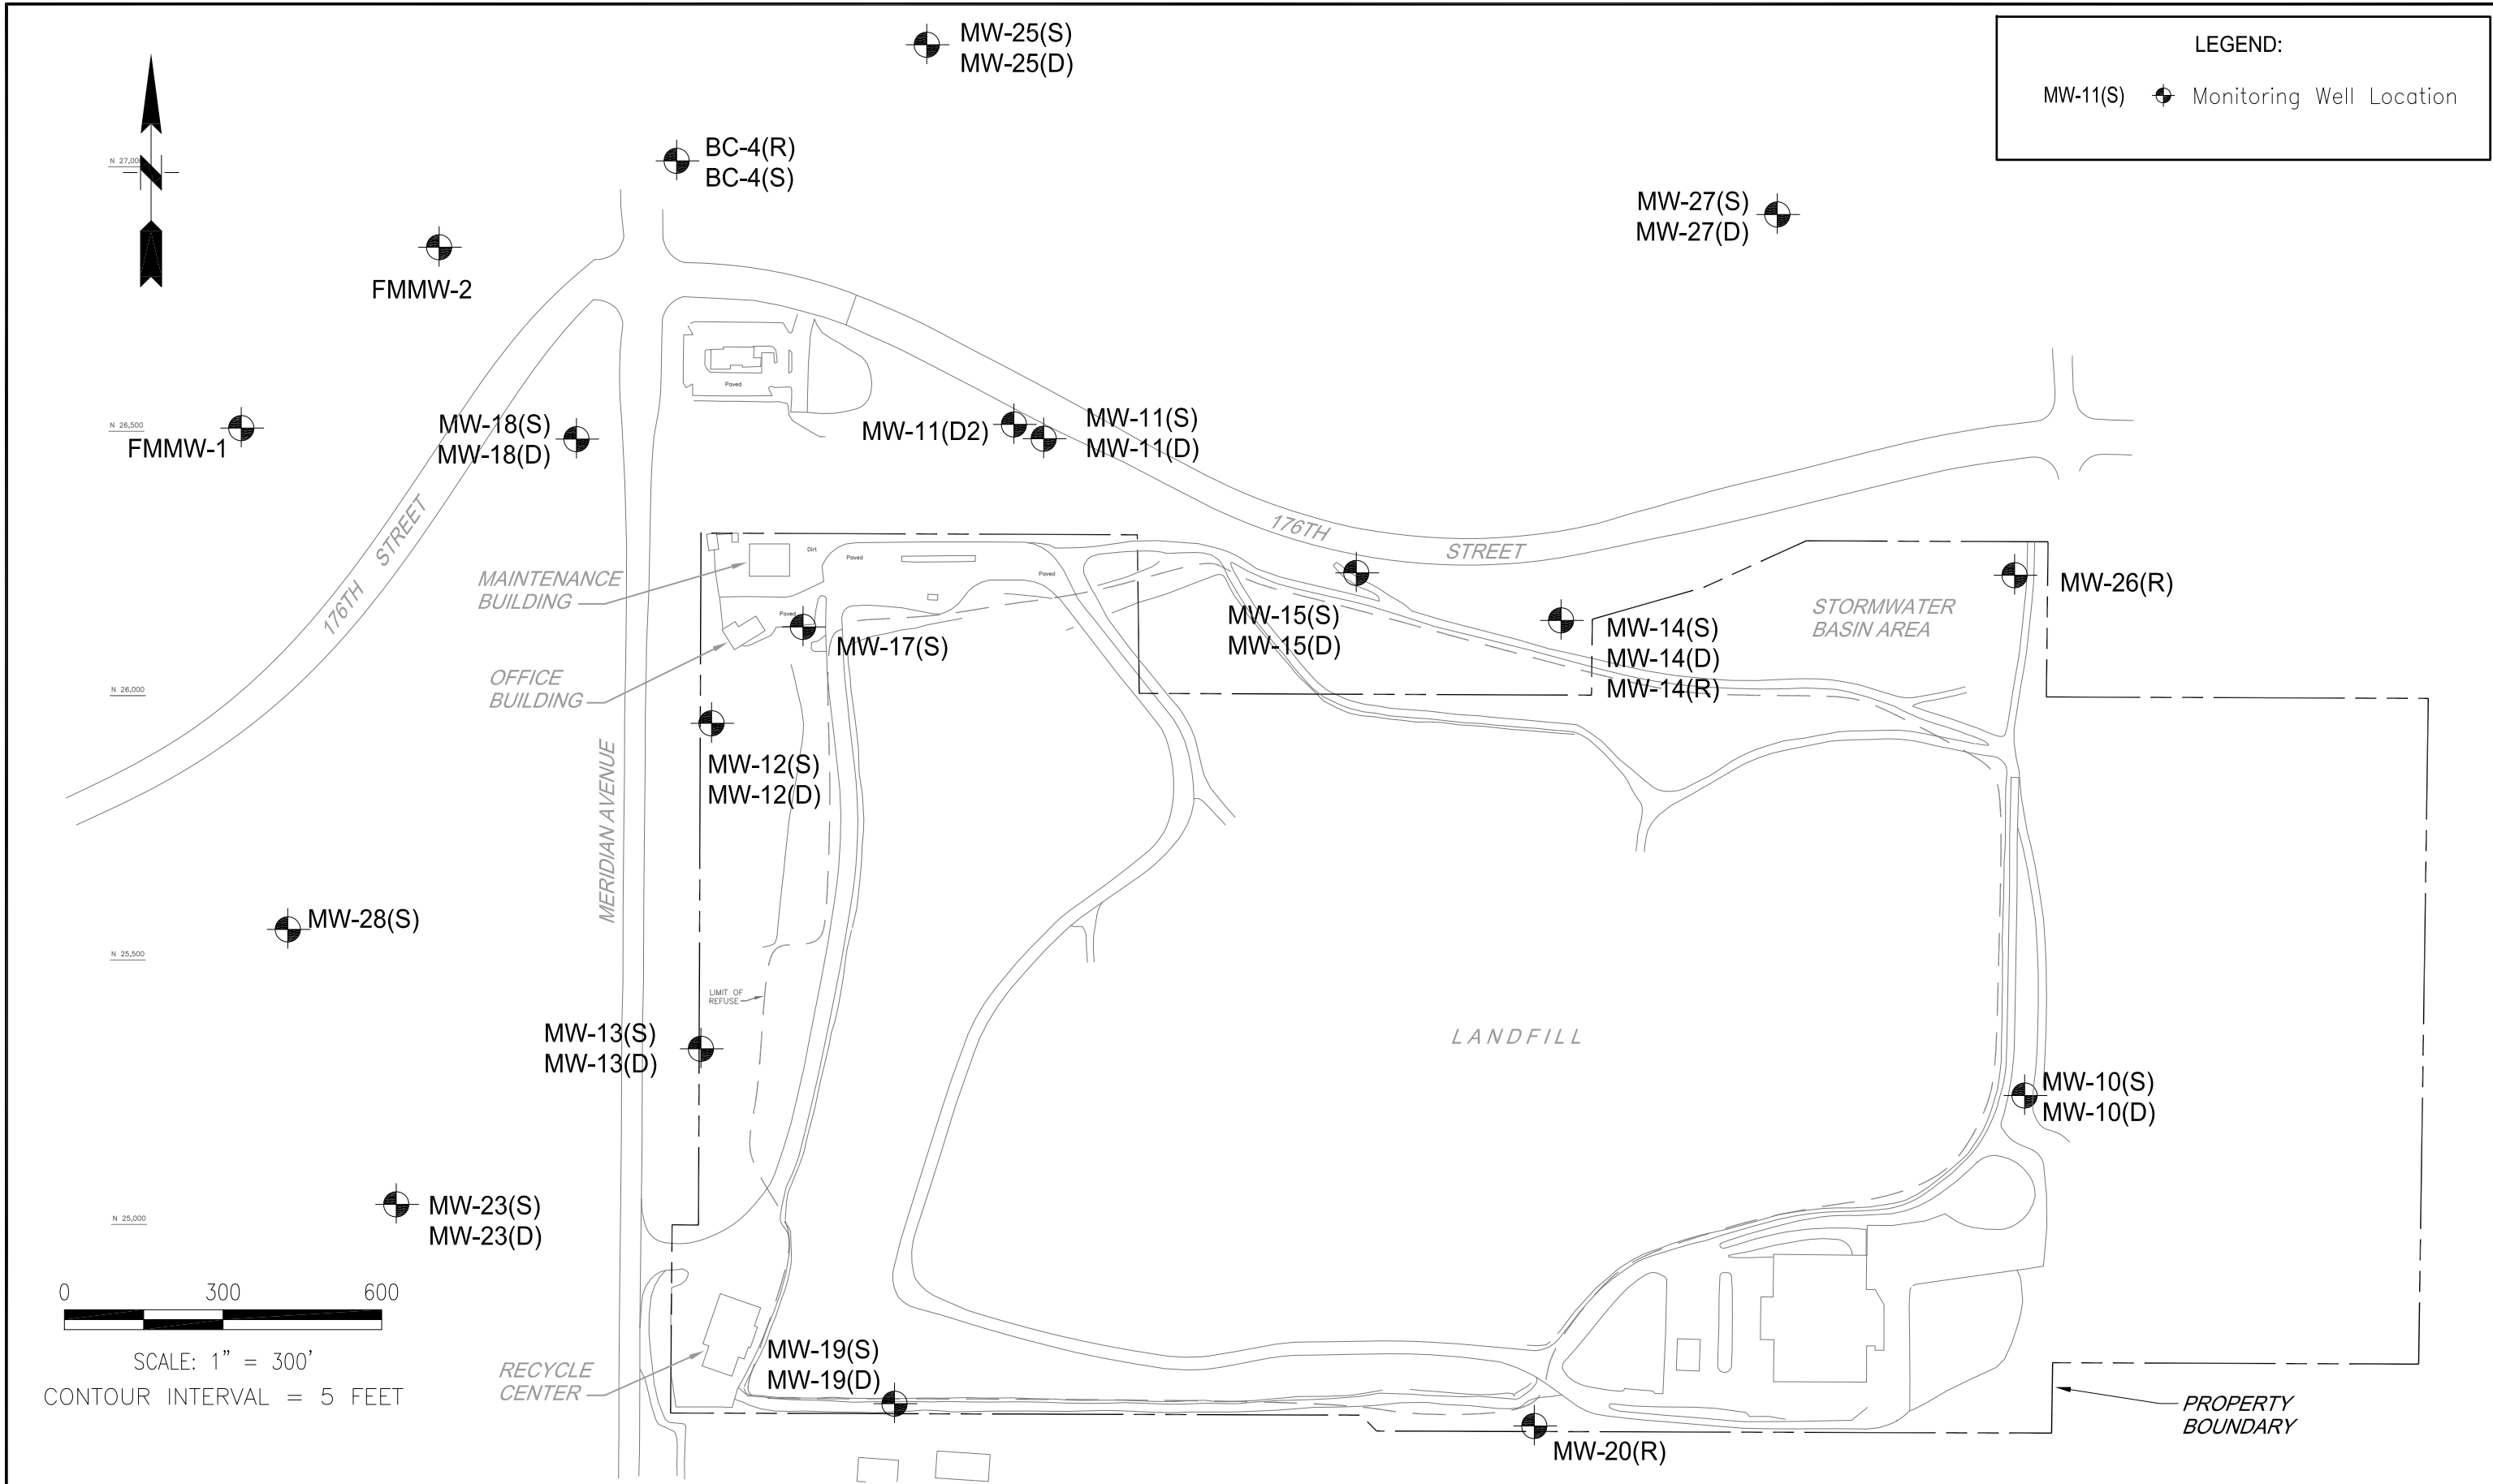 MW-25(S)
MW-25(D)
LEGEND:
MW-11(S) Monitoring Well Location
BC-4(R)
BC-4(S)
N 27,000
MW-27(S)
MW-27(D)
FMMW-2
Paved
N 26,500
FMMW-1
MW-18(S)
MW-18(D)
MW-11(D2)
MW-11(S)
MW-11(D)
176TH STREET
176TH STREET
Dirt
Paved
Paved
MAINTENANCE
BUILDING
MW-26(R)
Paved
STORMWATER
BASIN AREA
MW-15(S)
MW-15(D)
MW-14(S)
MW-14(D)
MW-14(R)
MW-17(S)
OFFICE
BUILDING
N 26,000
MW-12(S)
MW-12(D)
MERIDIAN AVENUE
MW-28(S)
N 25,500
LIMIT OF
REFUSE
MW-13(S)
MW-13(D)
LANDFILL
MW-10(S)
MW-10(D)
MW-23(S)
MW-23(D)
N 25,000
0 300 600
SCALE: 1" = 300'
CONTOUR INTERVAL = 5 FEET
RECYCLE
CENTER
MW-19(S)
MW-19(D)
MW-20(R)
PROPERTY
BOUNDARY